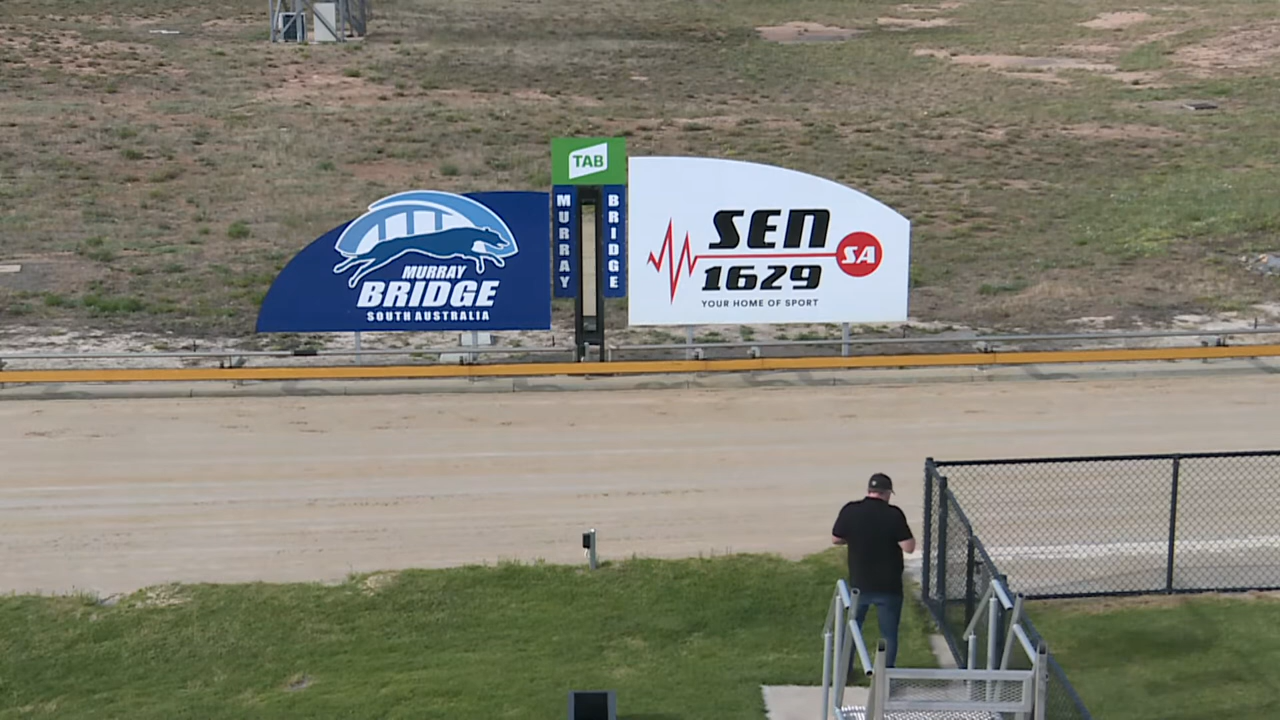 TAB
MURRAY
BRIDGE
MURRAY
BRIDGE
SOUTH AUSTRALIA
SEN
SA
1629
YOUR HOME OF SPORT